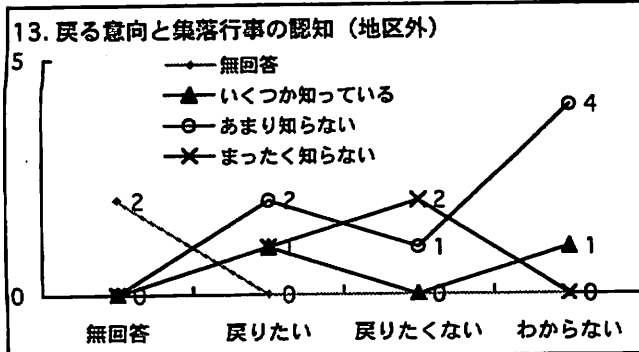 13. 戻る意向と集落行事の認知（地区外）
5
無回答
いくつか知っている
あまり知らない
まったく知らない
4
2 2 2
1 1 1
0 0 0 0 0
無回答 戻りたい 戻りたくない わからない